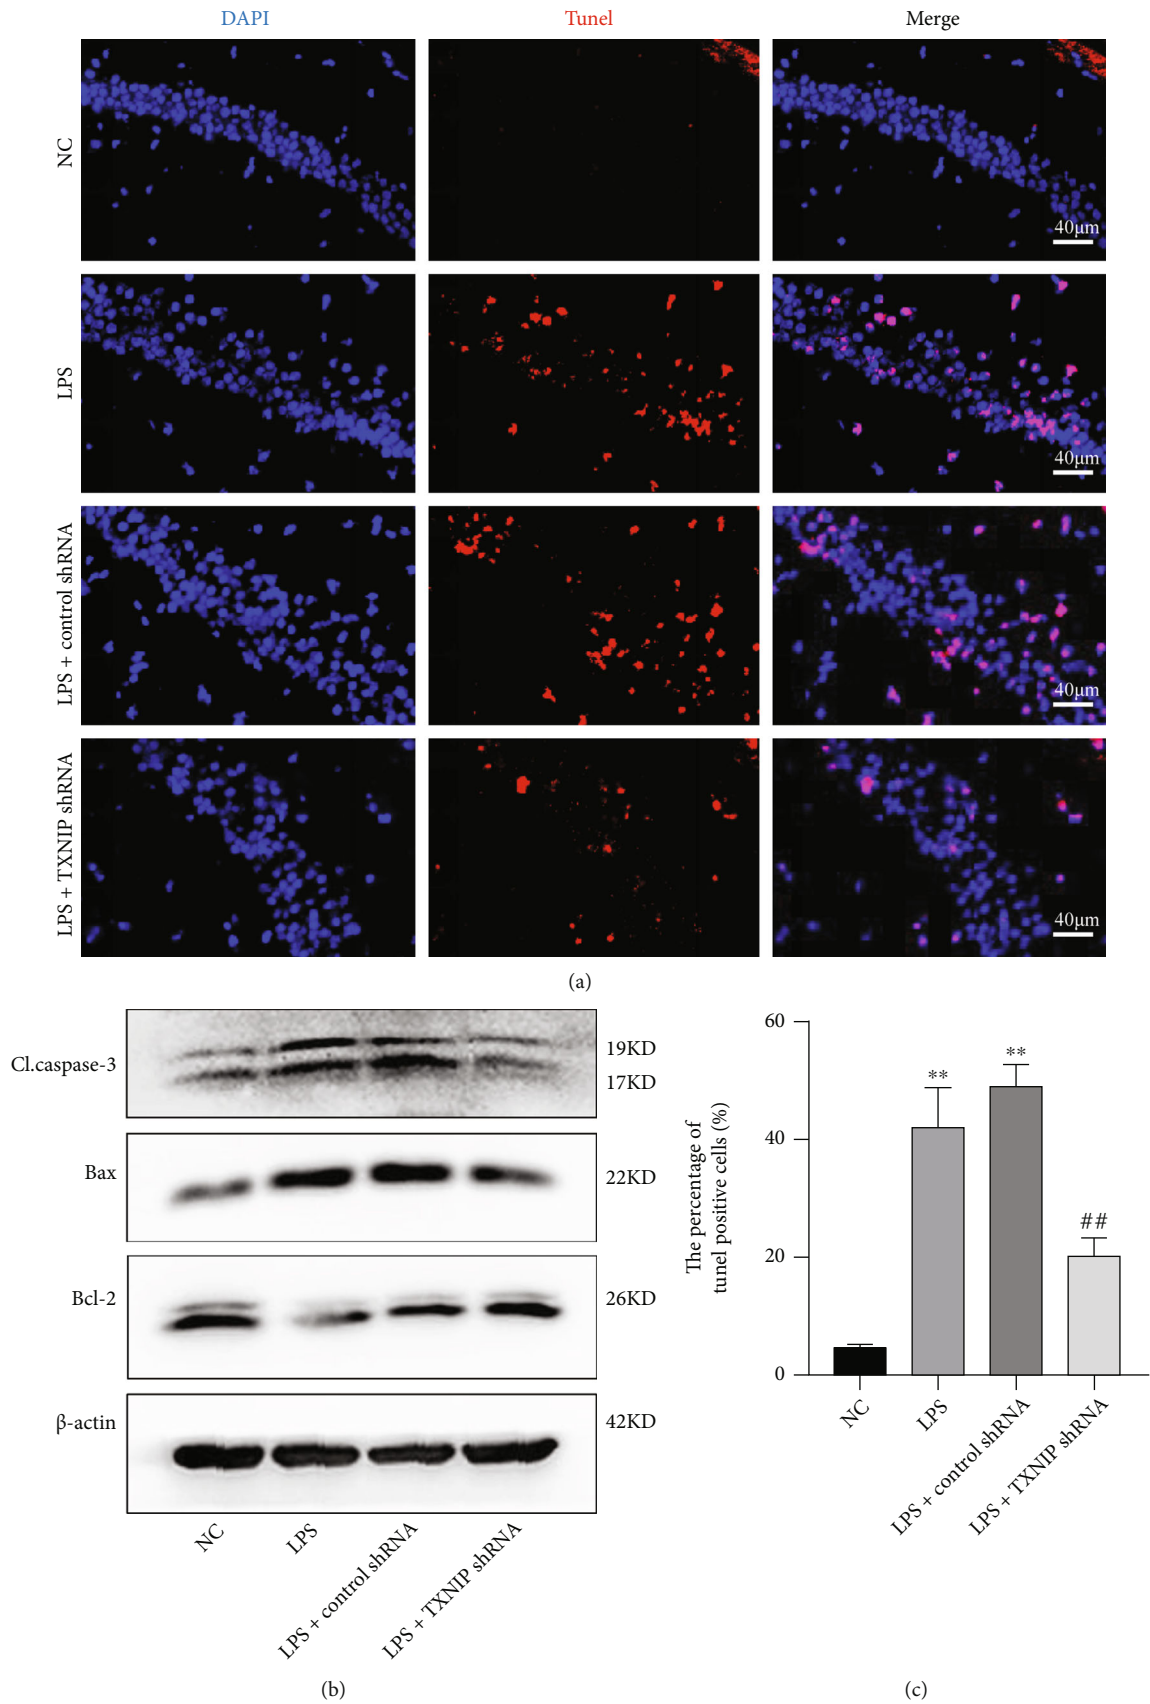 DAPI Tunel Merge
NC
40μm
LPS
40μm
LPS + control shRNA
40μm
LPS + TXNIP shRNA
40μm
(a)
Cl.caspase-3
19KD
17KD
Bax
22KD
Bcl-2
26KD
β-actin
42KD
NC
LPS
LPS + control shRNA
LPS + TXNIP shRNA
(b)
The percentage of
tunel positive cells (%)
60
40
20
0
**
**
##
NC
LPS
LPS + control shRNA
LPS + TXNIP shRNA
(c)